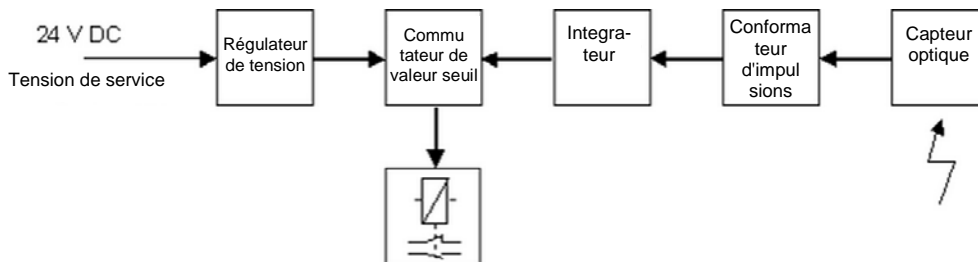 24 V DC
Tension de service
Régulateur
de tension
Commu
tateur de
valeur seuil
Integra-
teur
Conforma
teur
d'impul
sions
Capteur
optique